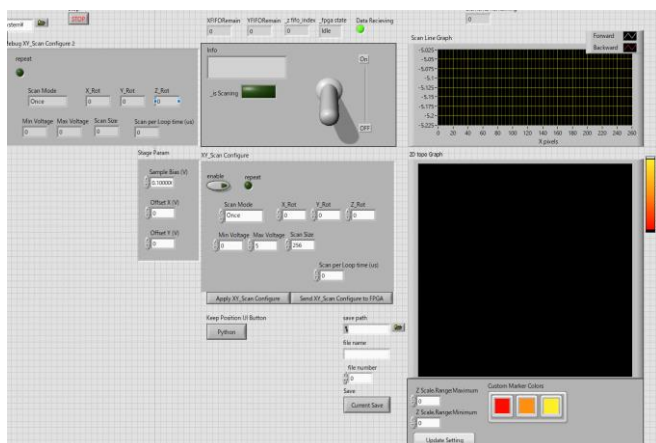 STOP
XFIFORemain YFIFORemain _z fifo_index _fpga state Data Recieving
0 0 0 Idle
0
ystem#
ebug XY_Scan Configure 2
repeat
Scan Mode X_Rot Y_Rot Z_Rot
Once 0 0 0
Min Voltage Max Voltage Scan Size Scan per Loop time (us)
0 0 0 0
Info
_is Scaning
On
OFF
Scan Line Graph
Forward
Backward
-5.025
-5.05
-5.075
-5.1
-5.125
-5.15
-5.175
-5.2
-5.225
0 20 40 60 80 100 120 140 160 180 200 220 240 260
X pixels
Stage Param
Sample Bias (V)
0.10000
Offset X (V)
0
Offset Y (V)
0
XY_Scan Configure
enable repeat
Scan Mode X_Rot Y_Rot Z_Rot
Once 0 0 0
Min Voltage Max Voltage Scan Size
0 5 256
Scan per Loop time (us)
0
Apply XY_Scan Configure Send XY_Scan Configure to FPGA
2D topo Graph
Keep Position UI Button
Python
save path
file name
file number
0
Save
Current Save
Z Scale.Range:Maximum
0
Z Scale.Range:Minimum
0
Update Setting
Custom Marker Colors